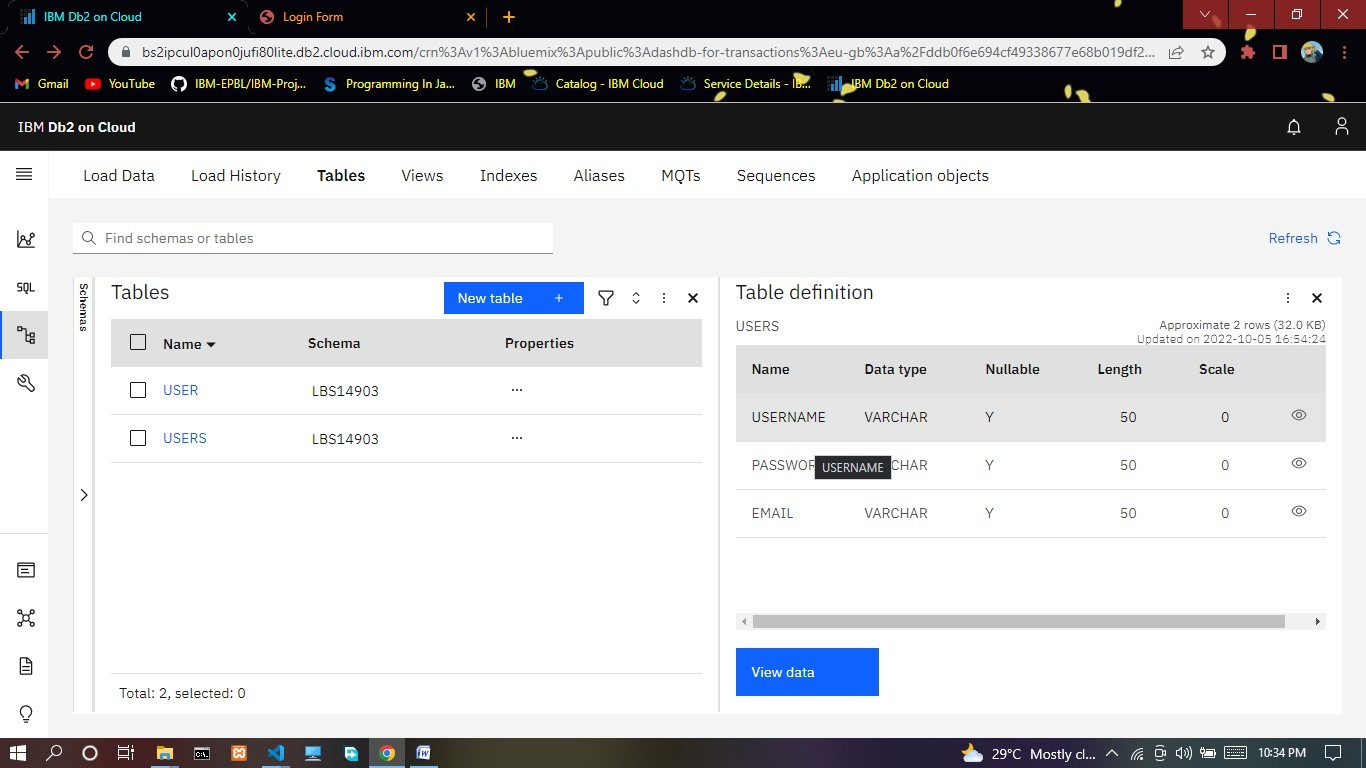 IBM Db2 on Cloud
Login Form
bs2ipcul0apon0jufi80lite.db2.cloud.ibm.com/crn%3Av1%3Abluemix%3Apublic%3Adashdb-for-transactions%3Aeu-gb%3Aa%2Fddb0f6e694cf49338677e68b019df2...
Gmail YouTube IBM-EPBL/IBM-Proj... Programming In Ja... IBM Catalog - IBM Cloud Service Details - IB... IBM Db2 on Cloud
IBM Db2 on Cloud
Load Data Load History Tables Views Indexes Aliases MQTs Sequences Application objects
SQL
Find schemas or tables
Refresh
Schemas
Tables
New table +
Name Schema Properties
USER LBS14903 ...
USERS LBS14903 ...
Total: 2, selected: 0
Table definition
USERS
Approximate 2 rows (32.0 KB)
Updated on 2022-10-05 16:54:24
Name Data type Nullable Length Scale
USERNAME VARCHAR Y 50 0
Y 50 0
USERNAME
EMAIL VARCHAR Y 50 0
View data
29°C Mostly cl... 10:34 PM